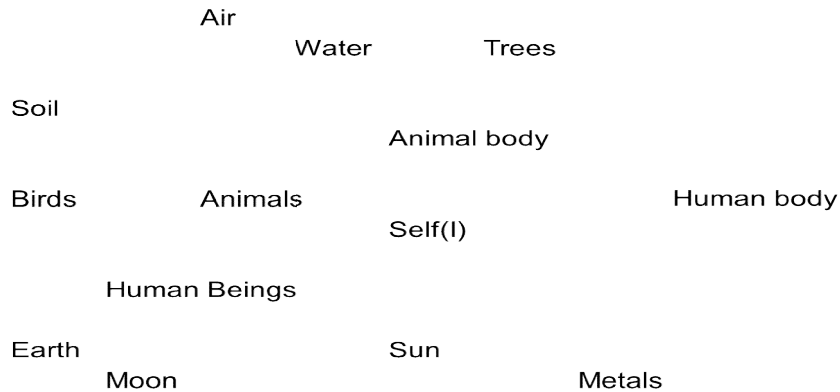 Air
Water Trees
Soil
Animal body
Birds Animals Human body
Self(I)
Human Beings
Earth Sun
Moon Metals